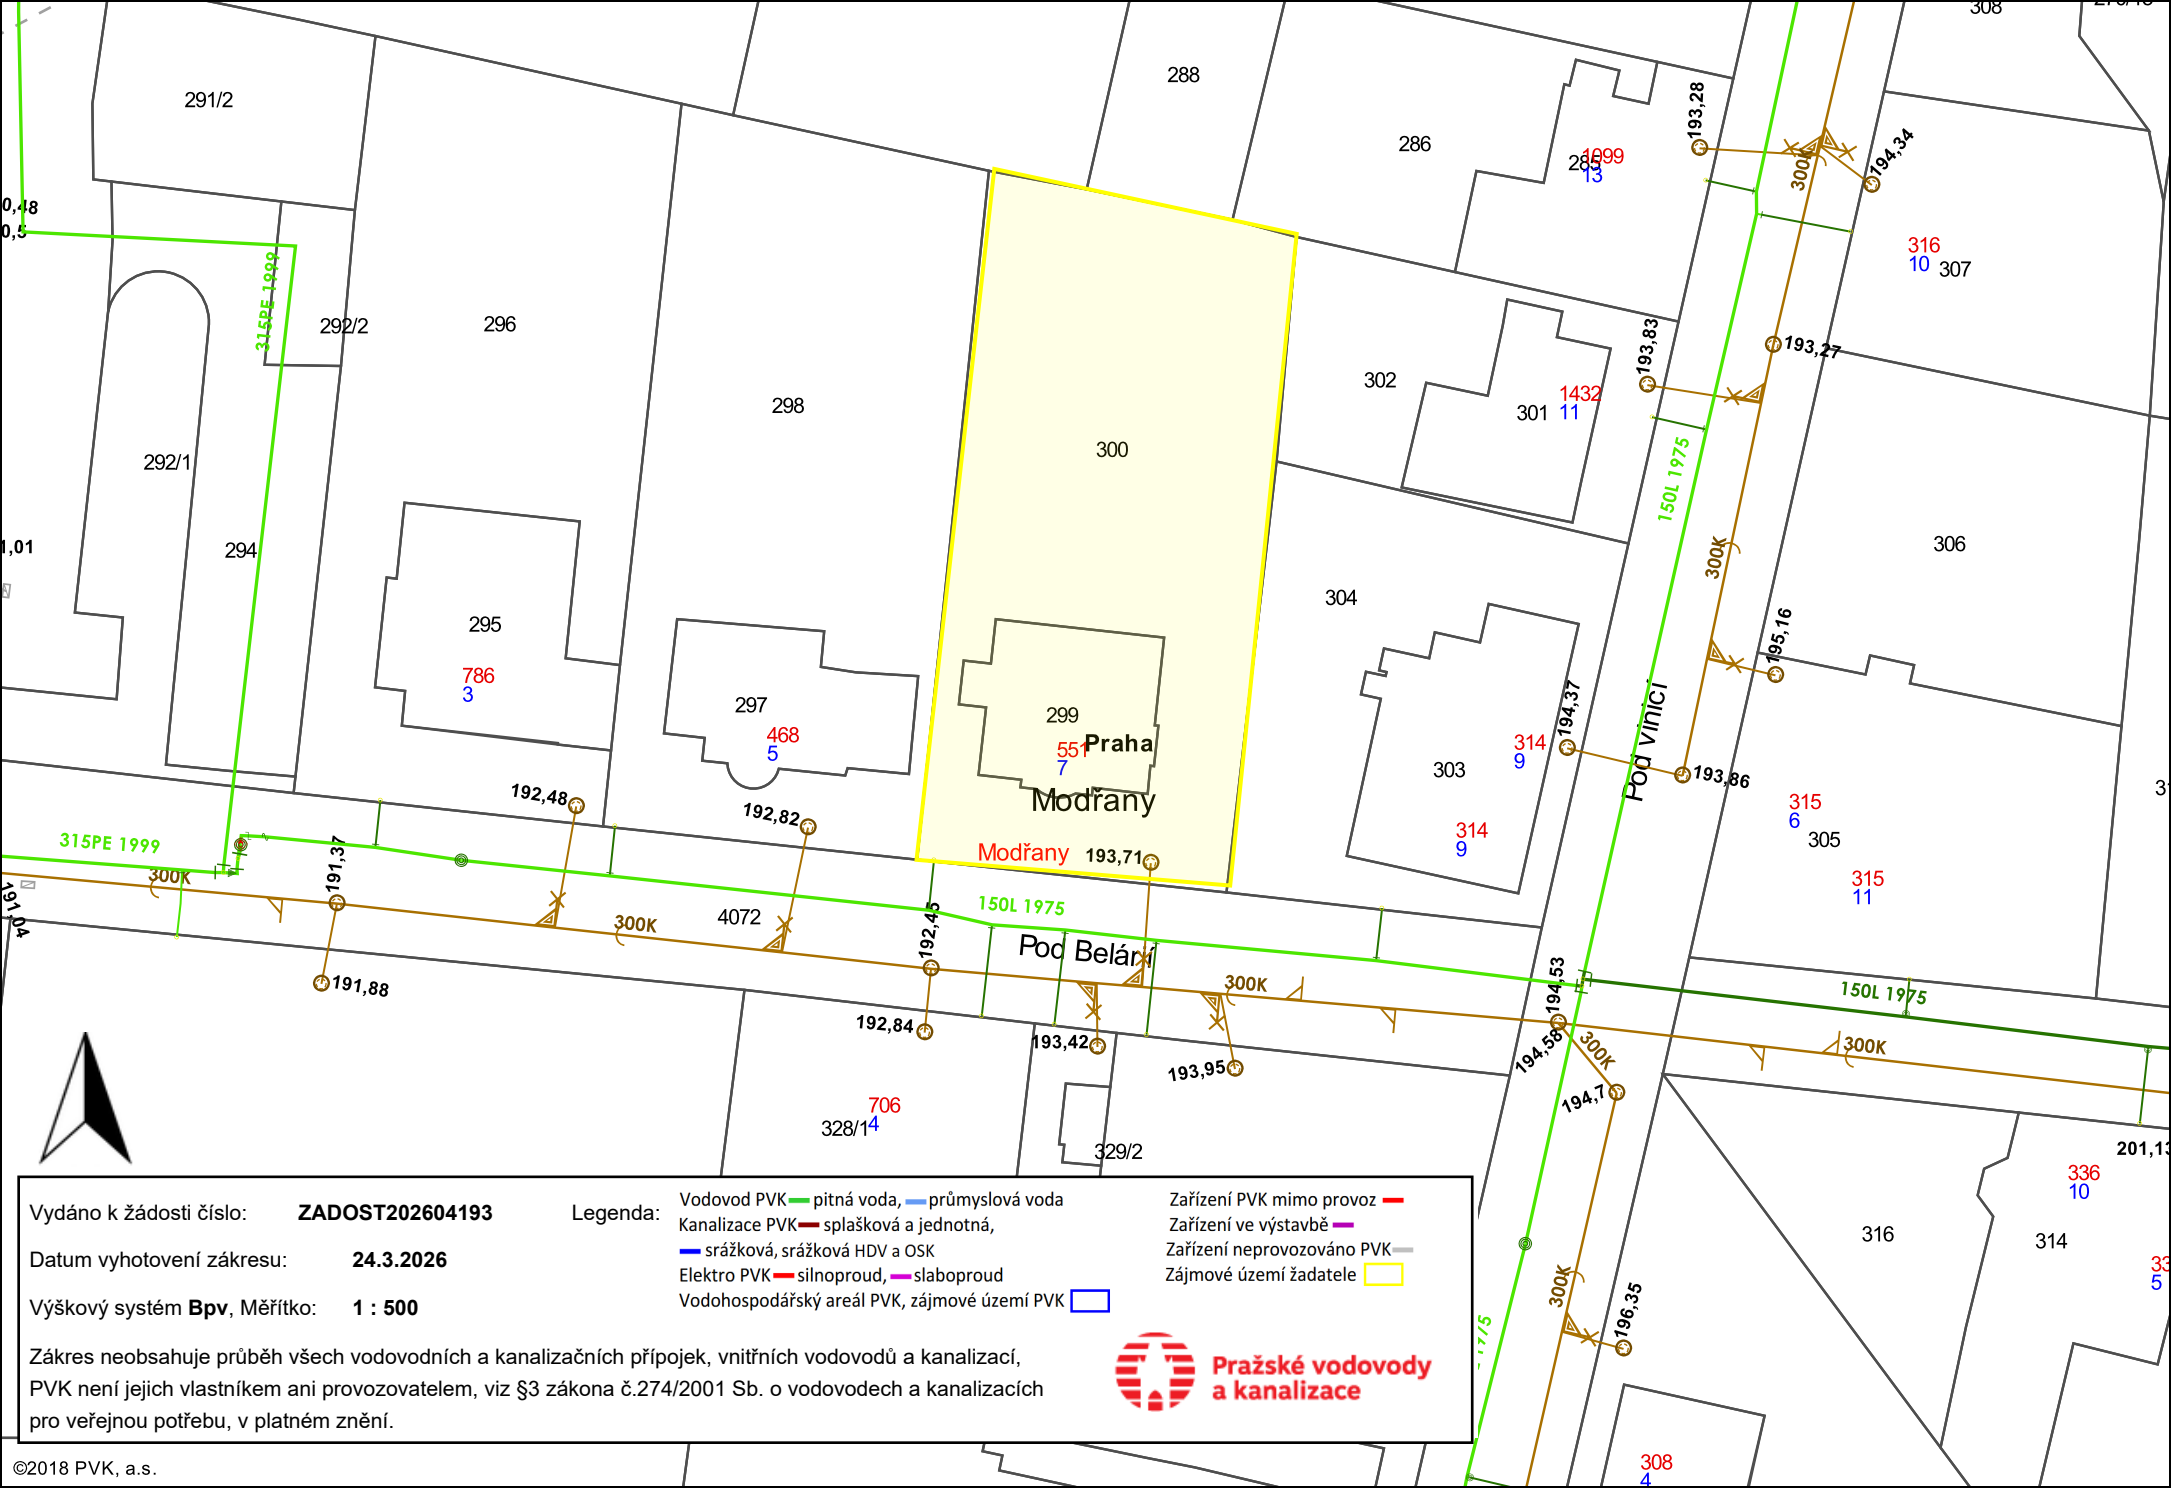 308
288
291/2
193,28
286
1099
285
13
300K
194,34
0,48
0,5
315PE 1999
316
10
307
292/2
296
193,83
193,27
298
302
1432
301
11
300
150L 1975
292/1
294
1,01
300K
306
304
295
786
3
195,16
297
468
5
299
551
7
Praha
Modřany
Modřany
193,71
194,37
314
9
303
314
9
Pod vinicí
193,86
315
6
305
315
11
192,48
192,82
315PE 1999
300K
191,37
191,04
191,88
4072
300K
192,45
150L 1975
Pod Belárií
300K
194,53
150L 1975
192,84
193,42
193,95
194,58
300K
194,7
300K
706
328/1
4
329/2
201,13
336
10
316
314
5
300K
196,35
308
4
Vydáno k žádosti číslo: ZADOST202604193
Datum vyhotovení zákresu: 24.3.2026
Výškový systém Bpv, Měřítko: 1 : 500
Legenda:
Vodovod PVK pitná voda, průmyslová voda
Kanalizace PVK splašková a jednotná,
srážková, srážková HDV a OSK
Elektro PVK silnoproud, slaboproud
Vodohospodářský areál PVK, zájmové území PVK
Zařízení PVK mimo provoz
Zařízení ve výstavbě
Zařízení neprovozováno PVK
Zájmové území žadatele
Zákres neobsahuje průběh všech vodovodních a kanalizačních přípojek, vnitřních vodovodů a kanalizací,
PVK není jejich vlastníkem ani provozovatelem, viz §3 zákona č.274/2001 Sb. o vodovodech a kanalizacích
pro veřejnou potřebu, v platném znění.
Pražské vodovody
a kanalizace
©2018 PVK, a.s.